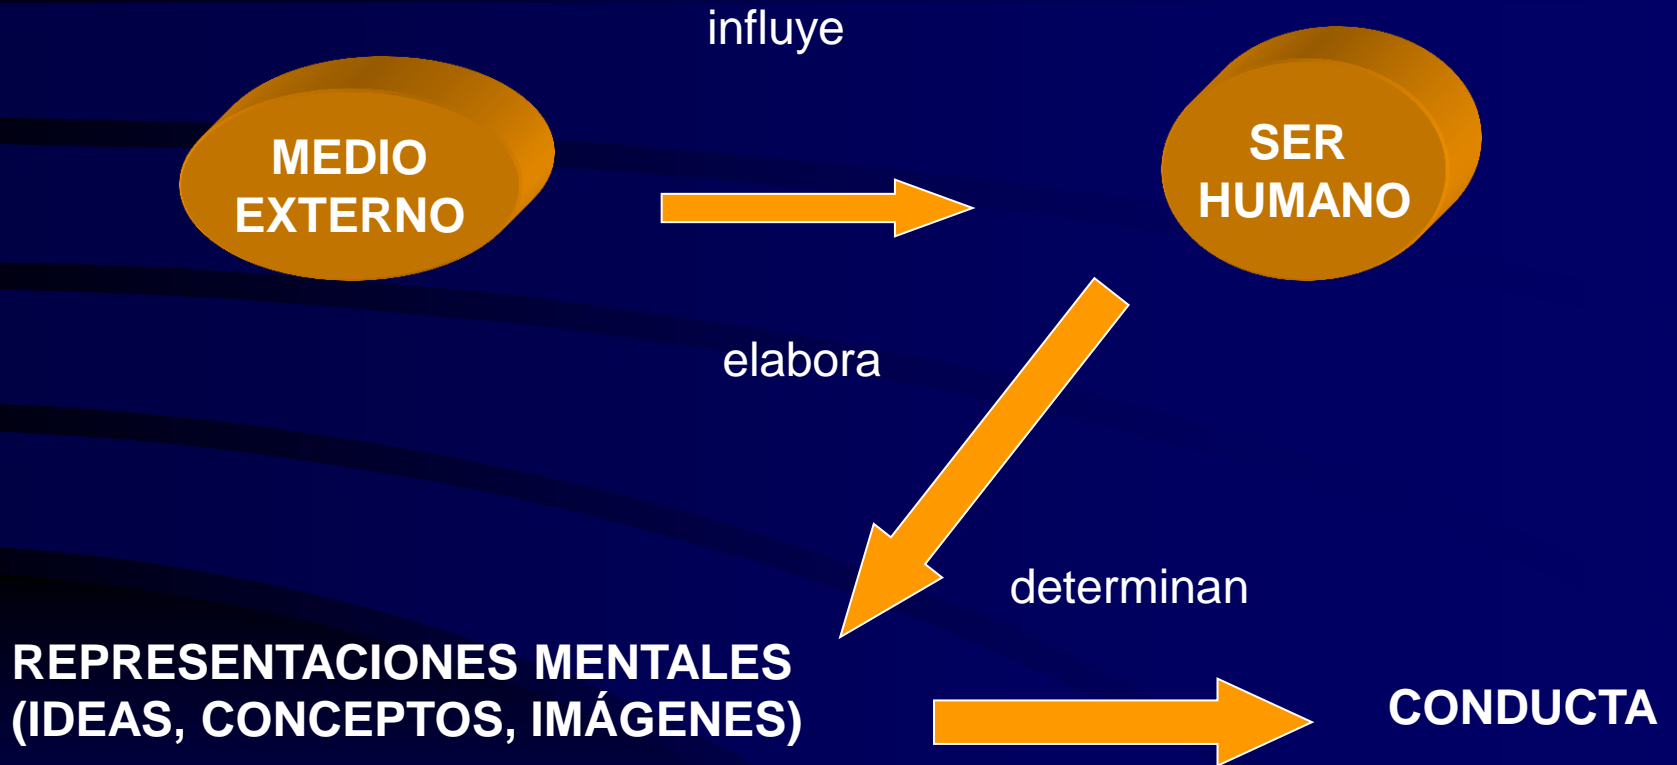 influye
MEDIO
EXTERNO
SER
HUMANO
elabora
determinan
REPRESENTACIONES MENTALES
(IDEAS, CONCEPTOS, IMÁGENES)
CONDUCTA